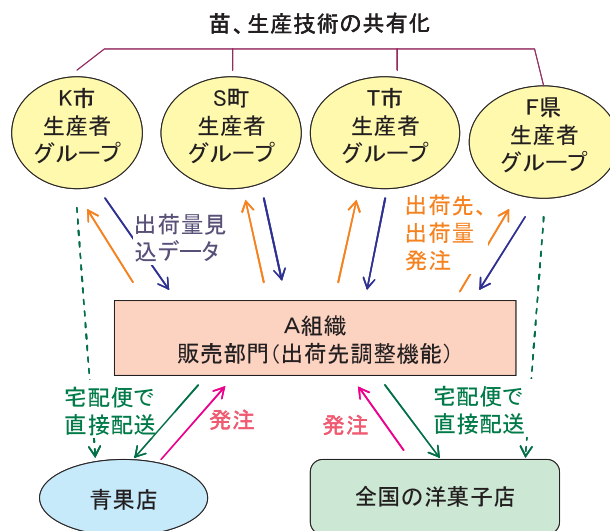 苗、生産技術の共有化
K市
生産者
グループ
S町
生産者
グループ
T市
生産者
グループ
F県
生産者
グループ
出荷量見
込データ
出荷先、
出荷量
発注
A組織
販売部門(出荷先調整機能)
宅配便で
直接配送
発注
発注
宅配便で
直接配送
青果店
全国の洋菓子店